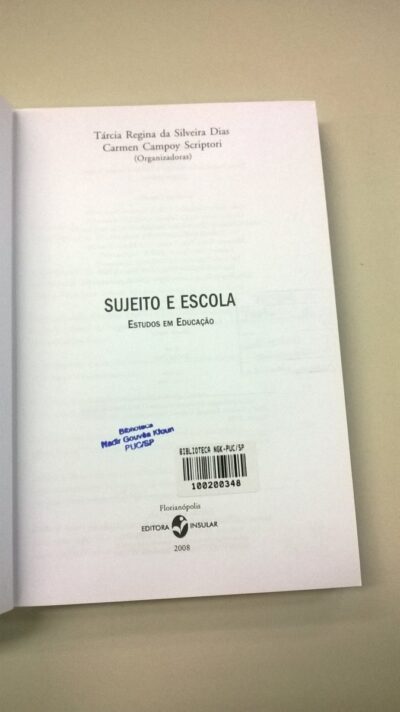 Tárcia Regina da Silveira Dias
Carmen Campoy Scriptori
(Organizadoras)
SUJEITO E ESCOLA
Estudos em Educação
Biblioteca
Nadir Gouvêa Kfouri
PUC/SP
BIBLIOTECA NGK-PUC/SP
100200348
Florianópolis
EDITORA INSULAR
2008